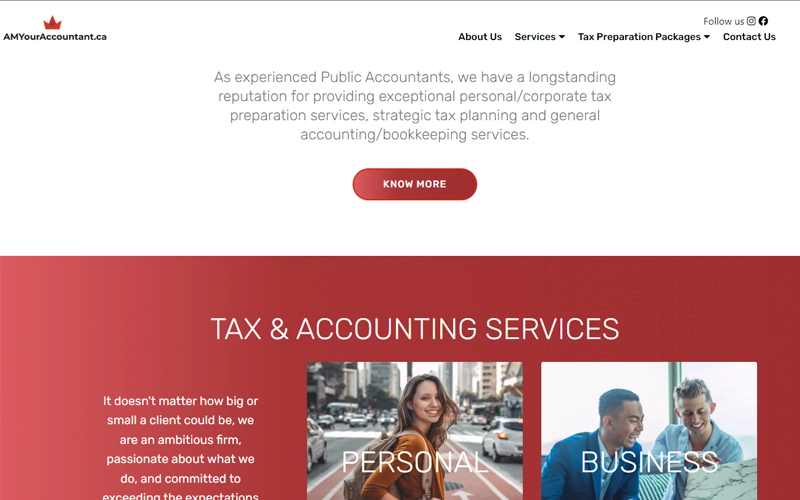 Follow us
AMYourAccountant.ca
About Us Services Tax Preparation Packages Contact Us
As experienced Public Accountants, we have a longstanding
reputation for providing exceptional personal/corporate tax
preparation services, strategic tax planning and general
accounting/bookkeeping services.
KNOW MORE
TAX & ACCOUNTING SERVICES
It doesn't matter how big or
small a client could be, we
are an ambitious firm,
passionate about what we
do, and committed to
exceeding the expectations
PERSONAL
BUSINESS